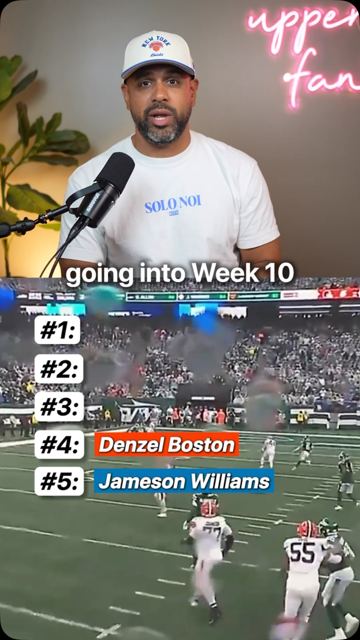 upper
fan
NEW YORK
SOLO NOI
going into Week 10
#1:
#2:
#3:
#4: Denzel Boston
#5: Jameson Williams
77
55